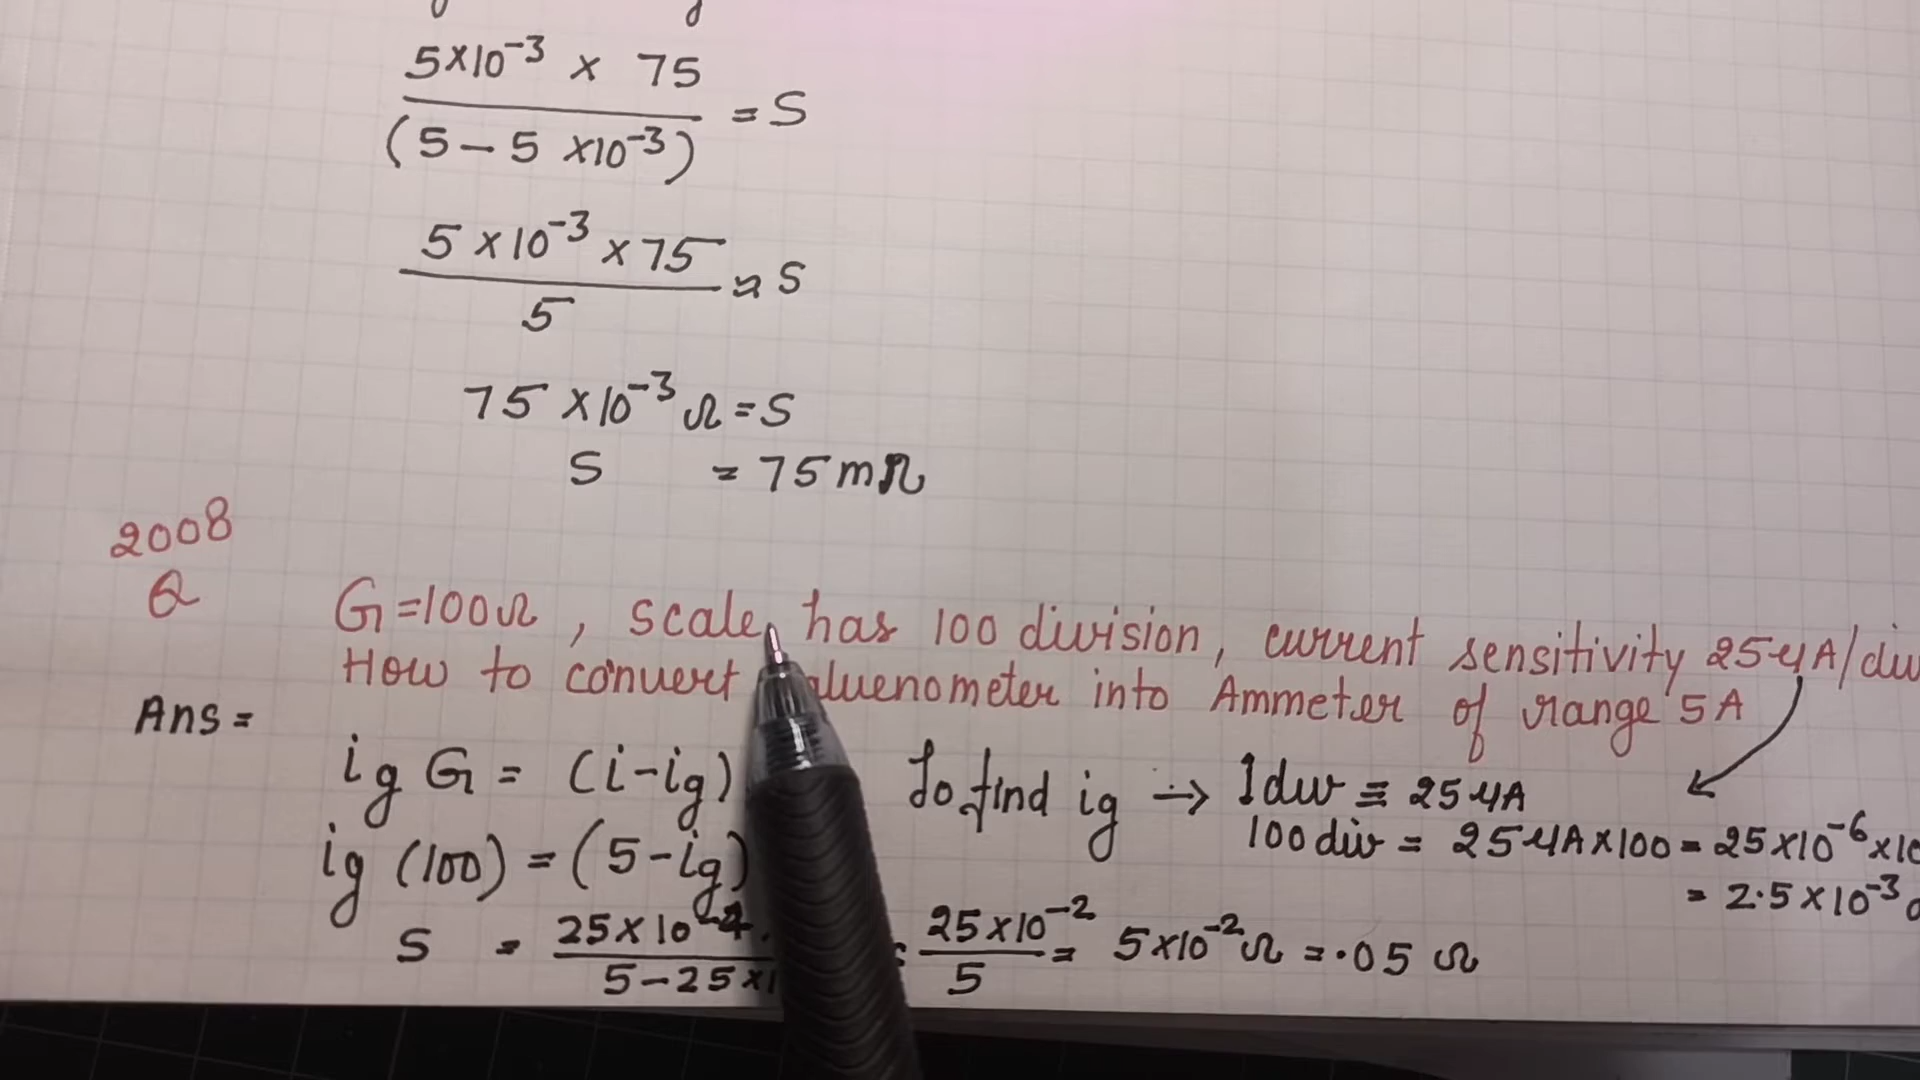 5×10⁻³ × 75
= S
(5 - 5 ×10⁻³)
5 ×10⁻³ ×75
≈ S
5
75 ×10⁻³ Ω = S
S = 75 mΩ
2008
Q G=100Ω, scale has 100 division, current sensitivity 25 μA/div
How to convert into Ammeter of range 5A
Ans = ig G = (i-ig) To find ig → 1 div ≡ 25 μA
ig (100) = (5-ig) 100 div = 25 μA×100 = 25×10⁻⁶×10
= 2.5×10⁻³
S = 25×10⁻⁴ 25×10⁻² = 5×10⁻²Ω = .05 Ω
5-25× 5